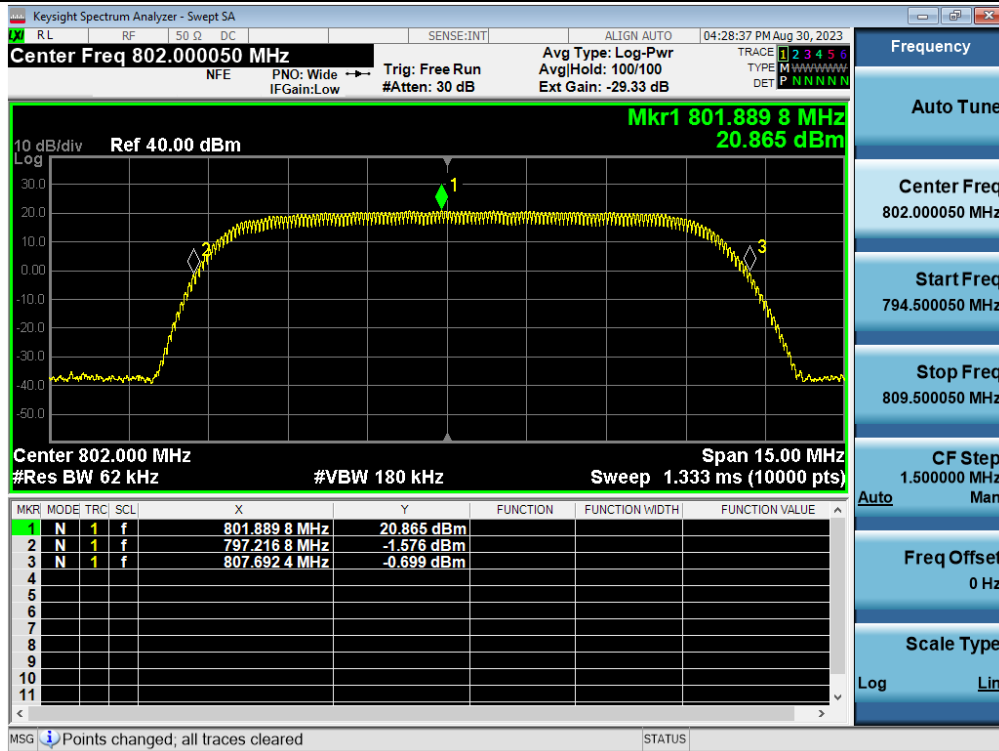 Keysight Spectrum Analyzer - Swept SA
LXI RL RF 50 Ω DC SENSE:INT ALIGN AUTO 04:28:37 PM Aug 30, 2023
Center Freq 802.000050 MHz
NFE PNO: Wide IFGain:Low
Trig: Free Run
#Atten: 30 dB
Avg Type: Log-Pwr
Avg|Hold: 100/100
Ext Gain: -29.33 dB
TRACE 1 2 3 4 5 6
TYPE M WWWWW
DET P N N N N N
Mkr1 801.889 8 MHz
20.865 dBm
10 dB/div Ref 40.00 dBm
Log
30.0
20.0
10.0
0.00
-10.0
-20.0
-30.0
-40.0
-50.0
1
2
3
Center 802.000 MHz Span 15.00 MHz
#Res BW 62 kHz #VBW 180 kHz Sweep 1.333 ms (10000 pts)
MKR MODE TRC SCL X Y FUNCTION FUNCTION WIDTH FUNCTION VALUE
1 N 1 f 801.889 8 MHz 20.865 dBm
2 N 1 f 797.216 8 MHz -1.576 dBm
3 N 1 f 807.692 4 MHz -0.699 dBm
4
5
6
7
8
9
10
11
MSG Points changed; all traces cleared STATUS
Frequency
Auto Tune
Center Freq
802.000050 MHz
Start Freq
794.500050 MHz
Stop Freq
809.500050 MHz
CF Step
1.500000 MHz
Auto Man
Freq Offset
0 Hz
Scale Type
Log Lin